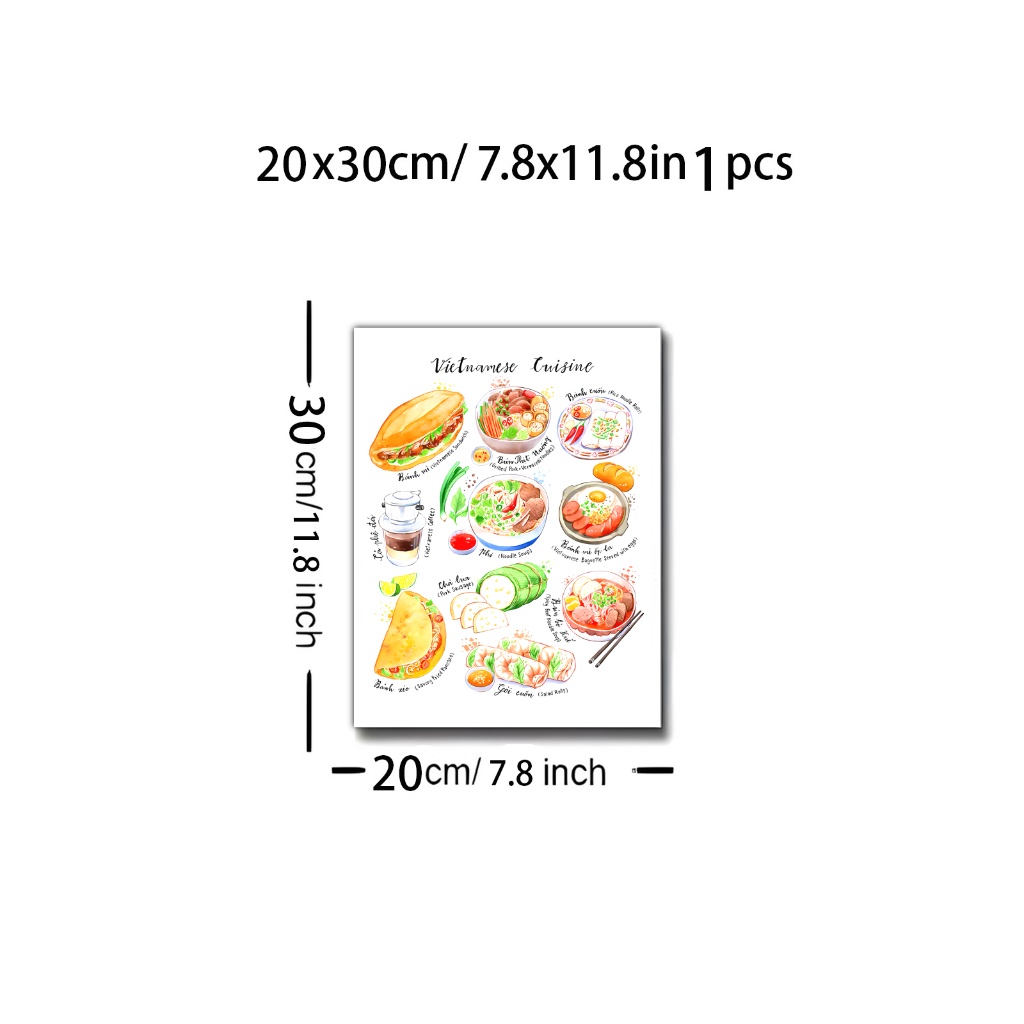 20x30cm/ 7.8x11.8in 1 pcs
30cm/11.8 inch
Vietnamese Cuisine
Bánh mì (Vietnamese Sandwich)
Bún Thịt Nướng
(Grilled Pork + Vermicelli Noodles)
Bánh cuốn (Rice Noodle Rolls)
Cà phê đá
(Vietnamese Coffee)
Phở (Noodle Soup)
Bánh mì ốp la
(Vietnamese Baguette Served with eggs)
Chả lụa
(Pork Sausage)
Bún bò Huế
(Spicy Beef Noodle Soup)
Bánh xèo (Savory Fried Pancake)
Gỏi cuốn (Salad Rolls)
20cm/ 7.8 inch